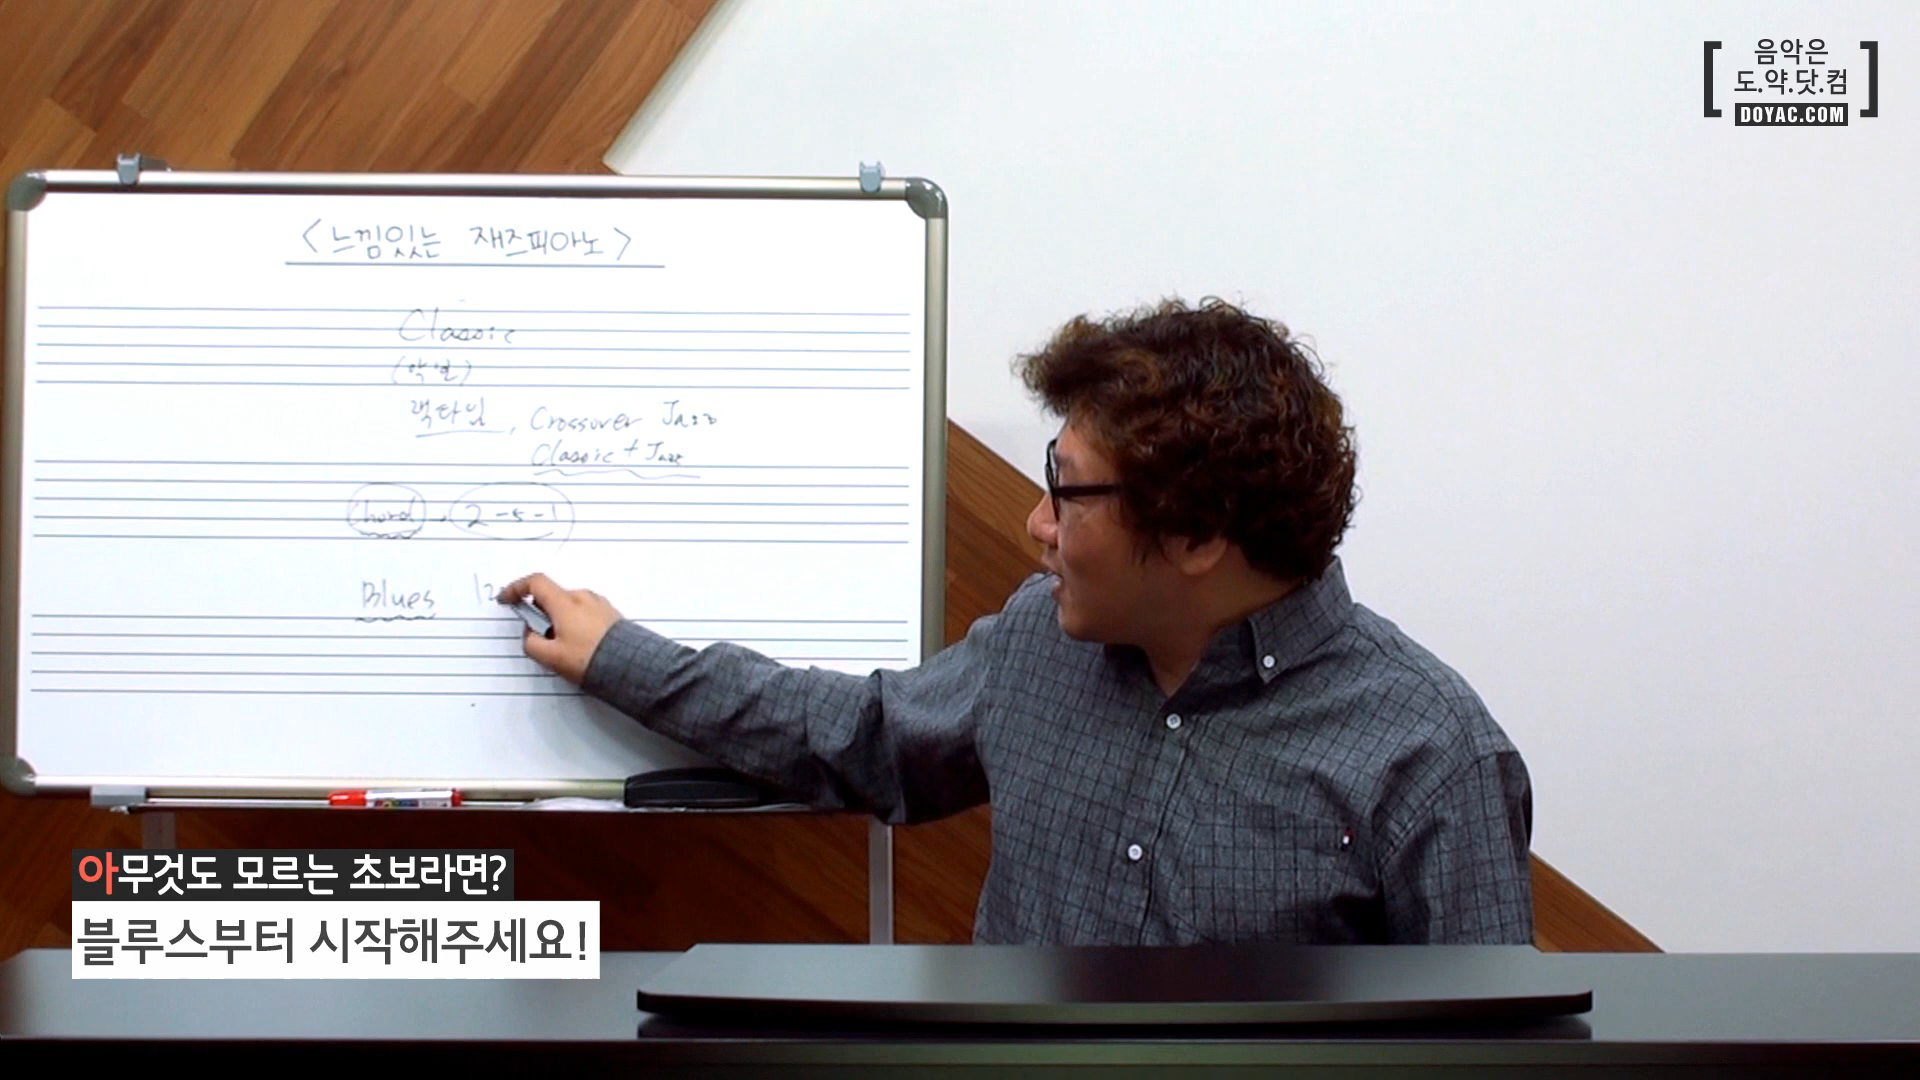 음악은
도.약.닷.컴
DOYAC.COM
<느낌있는 재즈피아노>
Classic
(악보)
랙타임, Crossover Jazz
Classic + Jazz
Chord, 2-5-1
Blues 12
아무것도 모르는 초보라면?
블루스부터 시작해주세요!